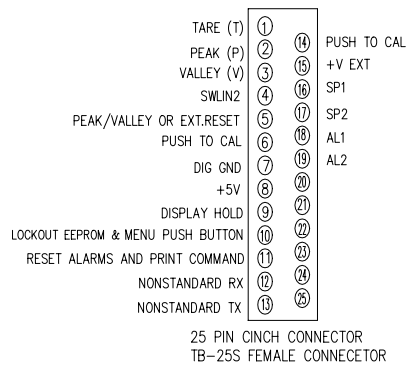 TARE (T) 1
PEAK (P) 2
VALLEY (V) 3
SWLIN2 4
PEAK/VALLEY OR EXT.RESET 5
PUSH TO CAL 6
DIG GND 7
+5V 8
DISPLAY HOLD 9
LOCKOUT EEPROM & MENU PUSH BUTTON 10
RESET ALARMS AND PRINT COMMAND 11
NONSTANDARD RX 12
NONSTANDARD TX 13
14 PUSH TO CAL
15 +V EXT
16 SP1
17 SP2
18 AL1
19 AL2
20
21
22
23
24
25
25 PIN CINCH CONNECTOR
TB-25S FEMALE CONNECETOR